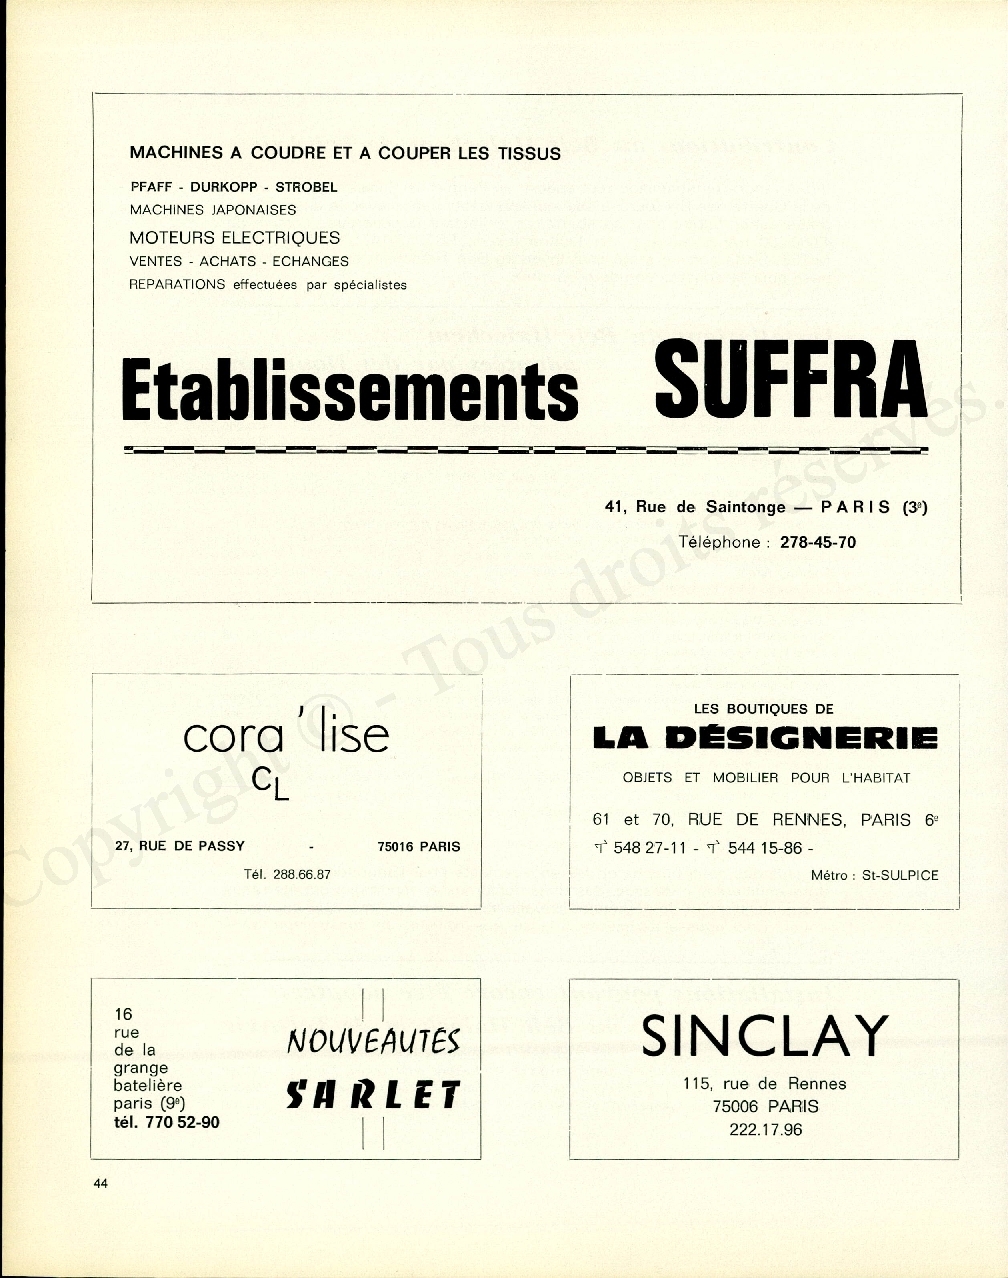 MACHINES A COUDRE ET A COUPER LES TISSUS
PFAFF - DURKOPP - STROBEL
MACHINES JAPONAISES
MOTEURS ELECTRIQUES
VENTES - ACHATS - ECHANGES
REPARATIONS effectuées par spécialistes
Etablissements SUFFRA
41, Rue de Saintonge — PARIS (3e)
Téléphone : 278-45-70
cora'lise
CL
27, RUE DE PASSY - 75016 PARIS
Tél. 288.66.87
LES BOUTIQUES DE
LA DÉSIGNERIE
OBJETS ET MOBILIER POUR L'HABITAT
61 et 70, RUE DE RENNES, PARIS 6e
548 27-11 - 544 15-86 -
Métro : St-SULPICE
16
rue
de la
grange
batelière
paris (9e)
tél. 770 52-90
NOUVEAUTÉS
SARLET
SINCLAY
115, rue de Rennes
75006 PARIS
222.17.96
44
Copyright © - Tous droits réservés.